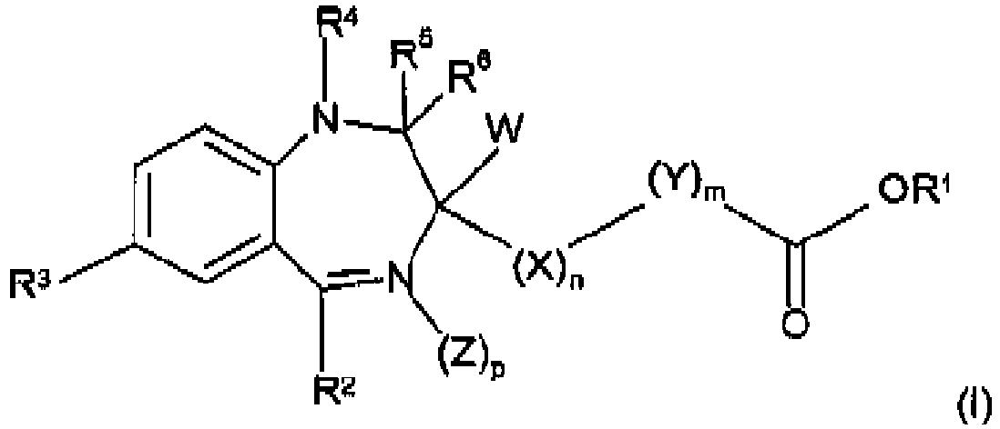 R⁴
R⁵
R⁶
N
W
(Y)ₘ
OR¹
R³
N
(X)ₙ
(Z)ₚ
O
R²
(I)